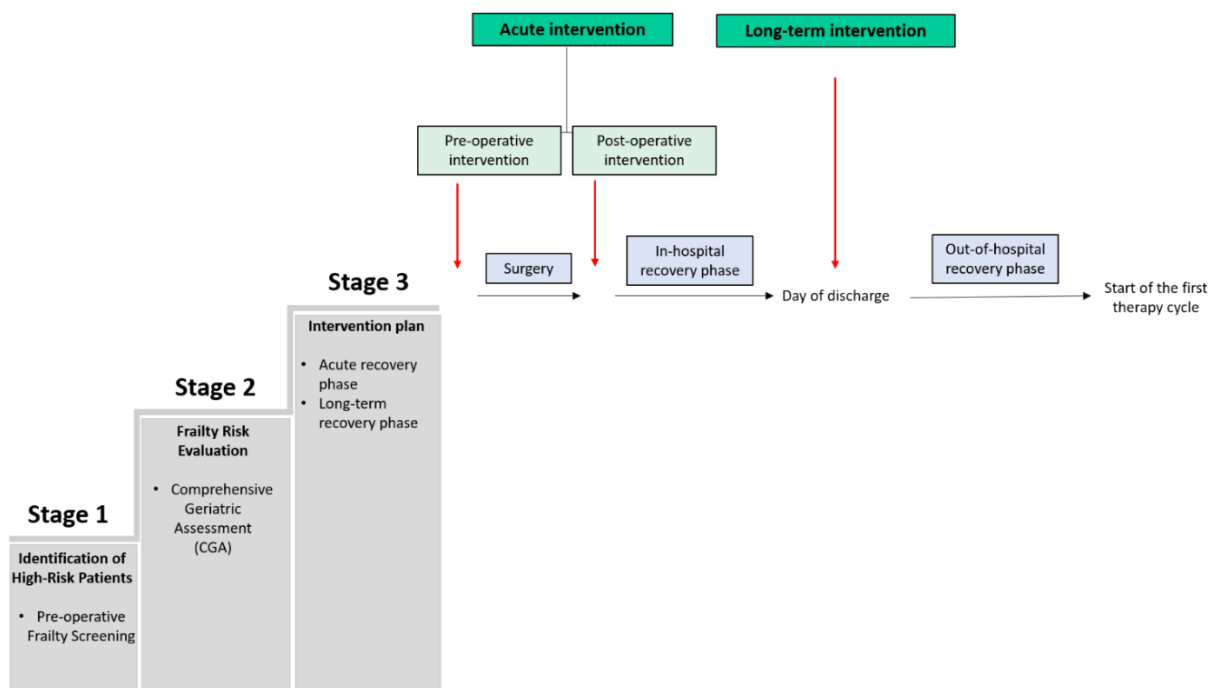 Acute intervention
Long-term intervention
Pre-operative
intervention
Post-operative
intervention
Surgery
In-hospital
recovery phase
Day of discharge
Out-of-hospital
recovery phase
Start of the first
therapy cycle
Stage 3
Intervention plan
• Acute recovery
phase
• Long-term
recovery phase
Stage 2
Frailty Risk
Evaluation
• Comprehensive
Geriatric
Assessment
(CGA)
Stage 1
Identification of
High-Risk Patients
• Pre-operative
Frailty Screening